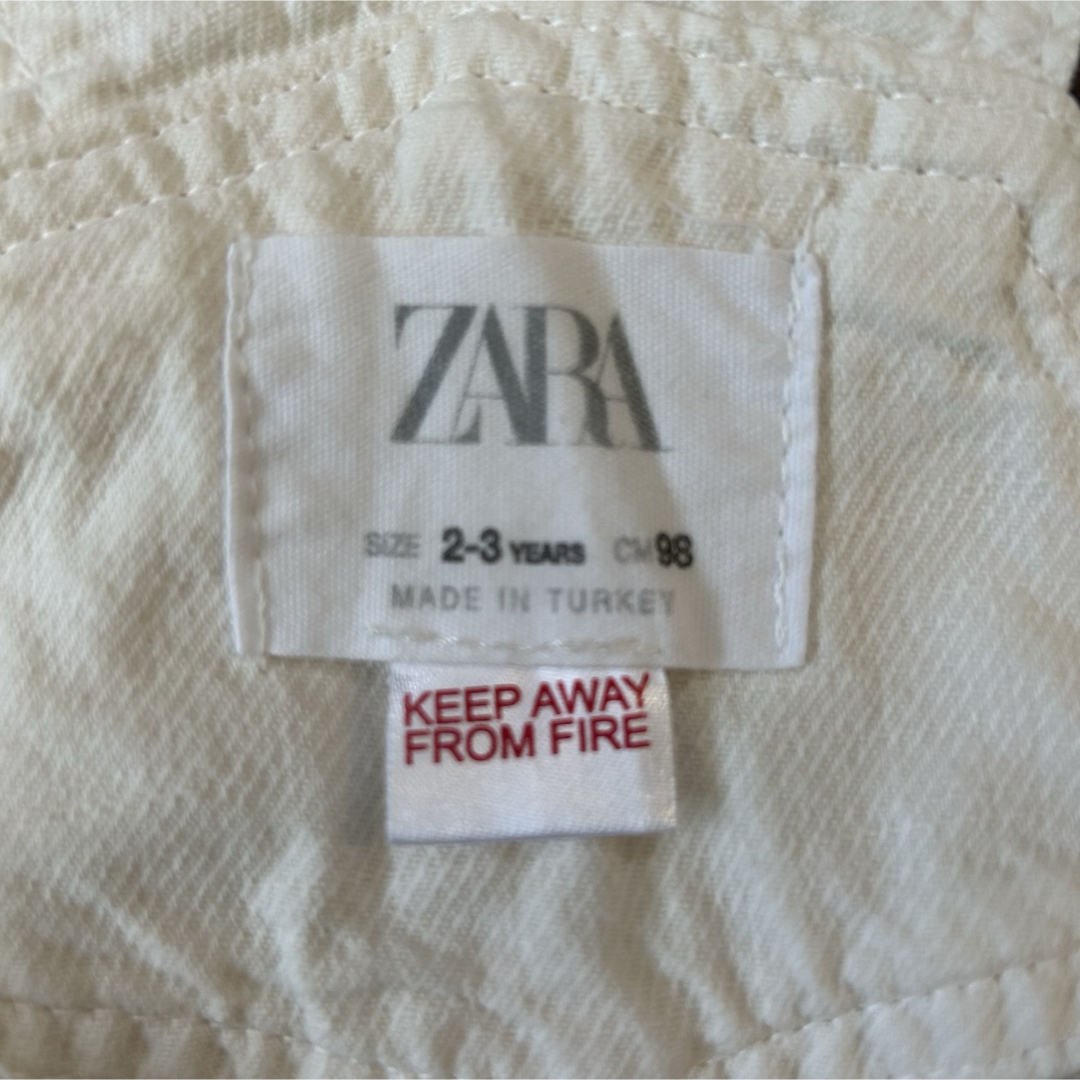 ZARA
SIZE 2-3 YEARS CM 98
MADE IN TURKEY
KEEP AWAY
FROM FIRE